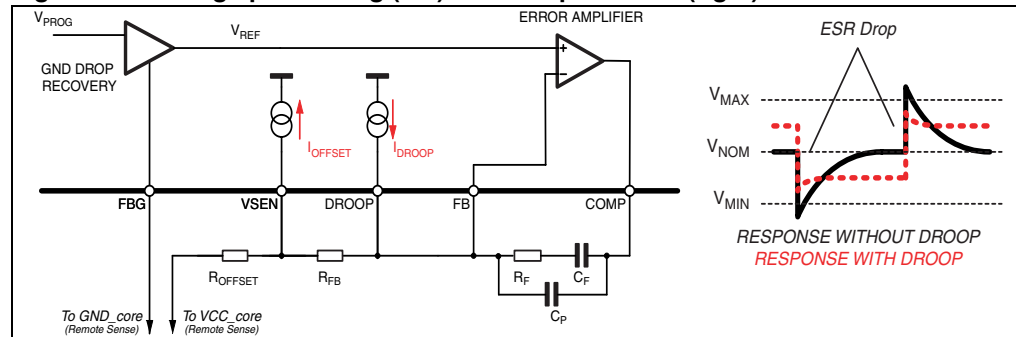 ERROR AMPLIFIER
VPROG
VREF
GND DROP
RECOVERY
+
−
IOFFSET
IDROOP
FBG
VSEN
DROOP
FB
COMP
ROFFSET
RFB
RF
CF
CP
To GND_core
(Remote Sense)
To VCC_core
(Remote Sense)
ESR Drop
VMAX
VNOM
VMIN
RESPONSE WITHOUT DROOP
RESPONSE WITH DROOP